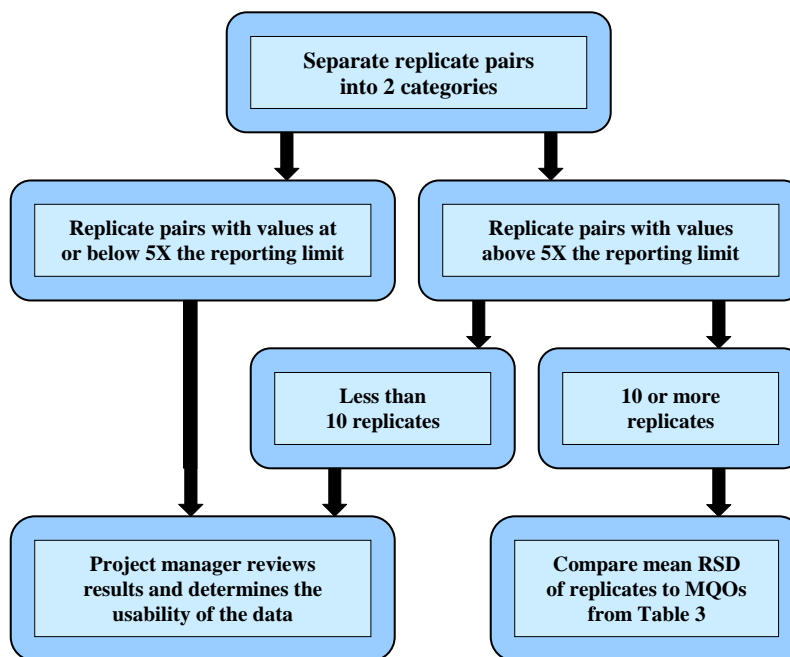 Separate replicate pairs
into 2 categories
Replicate pairs with values at
or below 5X the reporting limit
Replicate pairs with values
above 5X the reporting limit
Less than
10 replicates
10 or more
replicates
Project manager reviews
results and determines the
usability of the data
Compare mean RSD
of replicates to MQOs
from Table 3